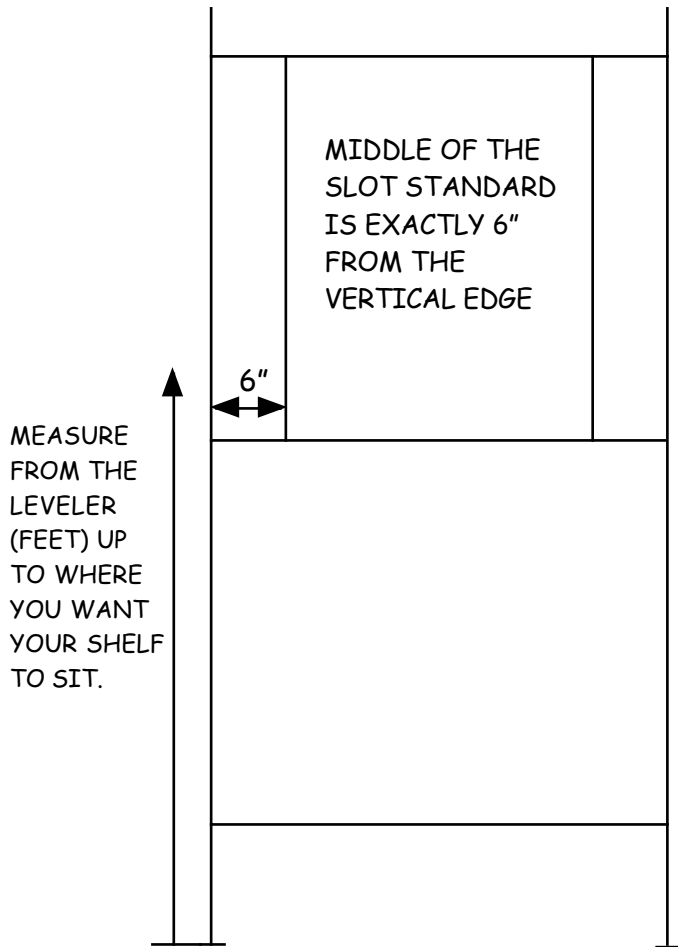 MIDDLE OF THE
SLOT STANDARD
IS EXACTLY 6"
FROM THE
VERTICAL EDGE
6"
MEASURE
FROM THE
LEVELER
(FEET) UP
TO WHERE
YOU WANT
YOUR SHELF
TO SIT.